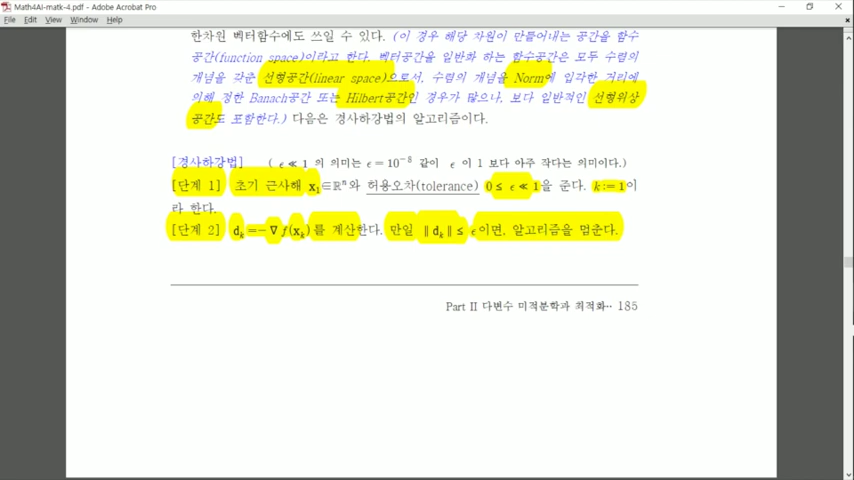 Math4AI-matk-4.pdf - Adobe Acrobat Pro
File Edit View Window Help
한차원 벡터함수에도 쓰일 수 있다. (이 경우 해당 차원이 만들어내는 공간을 함수
공간(function space)이라고 한다. 벡터공간을 일반화 하는 함수공간은 모두 수렴의
개념을 갖춘 선형공간(linear space)으로서, 수렴의 개념을 Norm에 입각한 거리에
의해 정한 Banach공간 또는 Hilbert공간인 경우가 많으나, 보다 일반적인 선형위상
공간도 포함한다.) 다음은 경사하강법의 알고리즘이다.
[경사하강법] ( ϵ ≪ 1 의 의미는 ϵ = 10⁻⁸ 같이 ϵ 이 1 보다 아주 작다는 의미이다.)
[단계 1] 초기 근사해 x₁∈ℝⁿ와 허용오차(tolerance) 0 ≤ ϵ ≪ 1을 준다. k:=1이
라 한다.
[단계 2] dₖ=-∇f(xₖ)를 계산한다. 만일 ‖dₖ‖≤ ϵ이면, 알고리즘을 멈춘다.
Part II 다변수 미적분학과 최적화·· 185